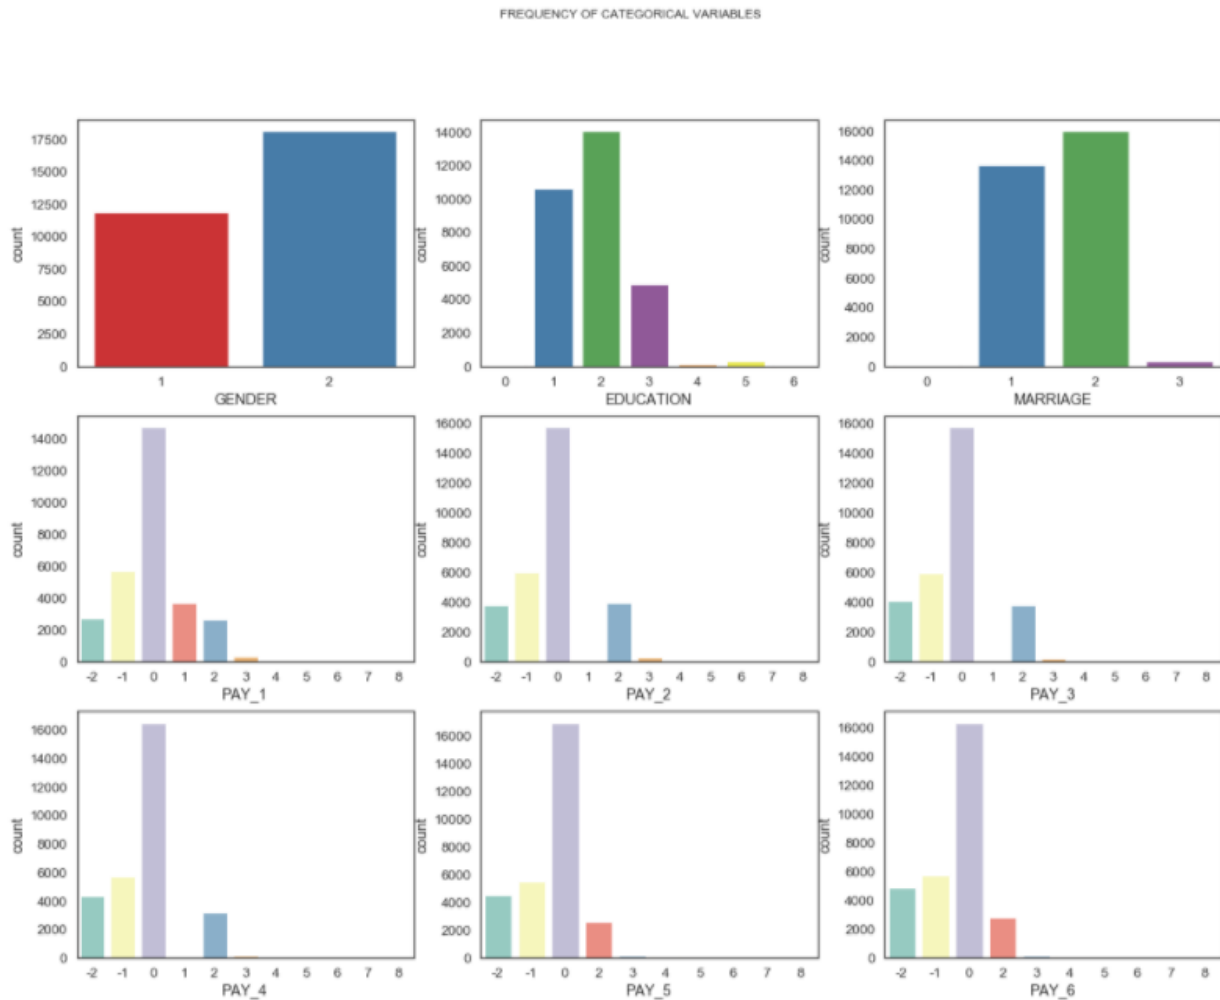 FREQUENCY OF CATEGORICAL VARIABLES
17500
15000
12500
10000
7500
5000
2500
0
count
1 2
GENDER
14000
12000
10000
8000
6000
4000
2000
0
count
0 1 2 3 4 5 6
EDUCATION
16000
14000
12000
10000
8000
6000
4000
2000
0
count
0 1 2 3
MARRIAGE
14000
12000
10000
8000
6000
4000
2000
0
count
-2 -1 0 1 2 3 4 5 6 7 8
PAY_1
16000
14000
12000
10000
8000
6000
4000
2000
0
count
-2 -1 0 1 2 3 4 5 6 7 8
PAY_2
16000
14000
12000
10000
8000
6000
4000
2000
0
count
-2 -1 0 1 2 3 4 5 6 7 8
PAY_3
16000
14000
12000
10000
8000
6000
4000
2000
0
count
-2 -1 0 1 2 3 4 5 6 7 8
PAY_4
16000
14000
12000
10000
8000
6000
4000
2000
0
count
-2 -1 0 2 3 4 5 6 7 8
PAY_5
16000
14000
12000
10000
8000
6000
4000
2000
0
count
-2 -1 0 2 3 4 5 6 7 8
PAY_6